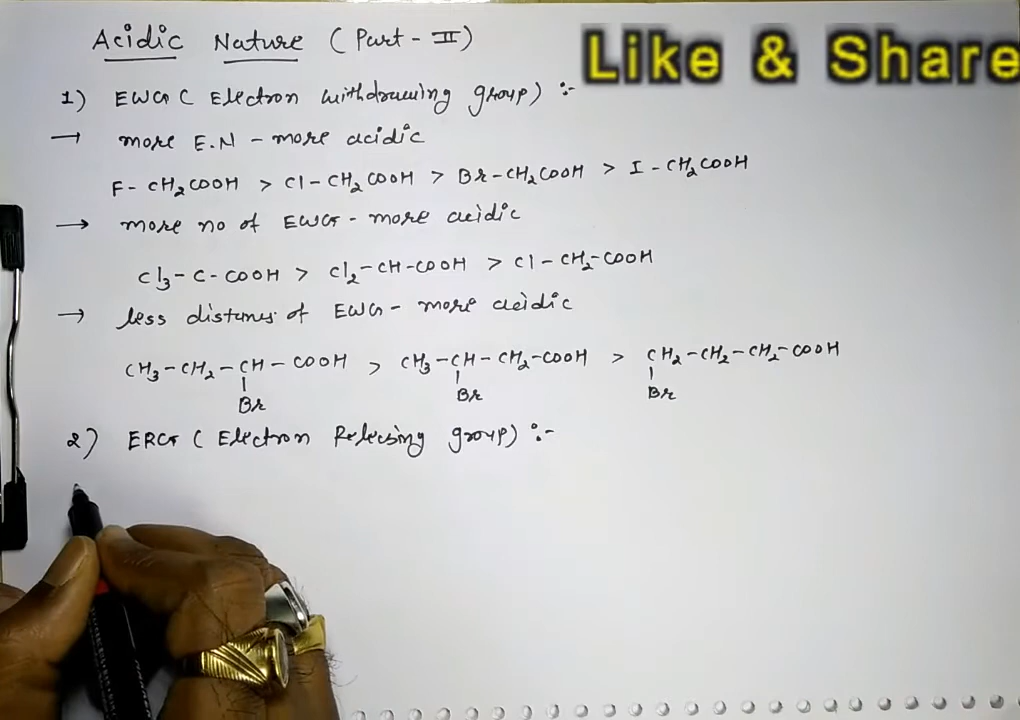 Acidic Nature (Part-II)
Like & Share
1) EWG ( Electron withdrawing group) :-
→ more E.N - more acidic
F-CH2COOH > Cl-CH2COOH > Br-CH2COOH > I-CH2COOH
→ more no of EWG - more acidic
Cl3-C-COOH > Cl2-CH-COOH > Cl-CH2-COOH
→ less distanes of EWG - more acidic
CH3-CH2-CH-COOH > CH3-CH-CH2-COOH > CH2-CH2-CH2-COOH
Br Br Br
2) ERG ( Electron Releasing group) :-